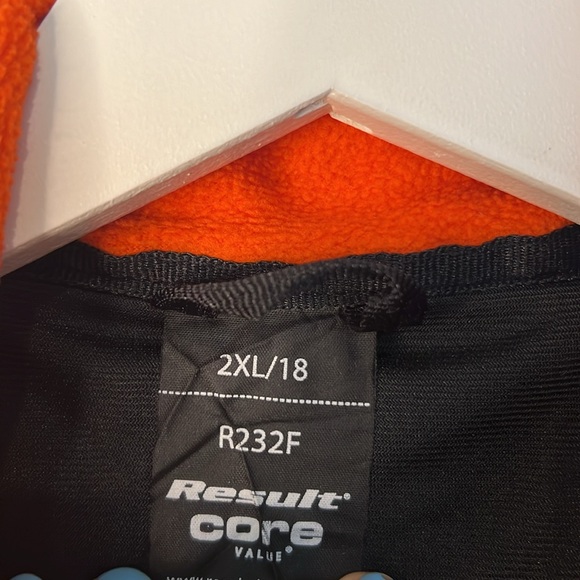 2XL/18
R232F
Result®
core
VALUE®